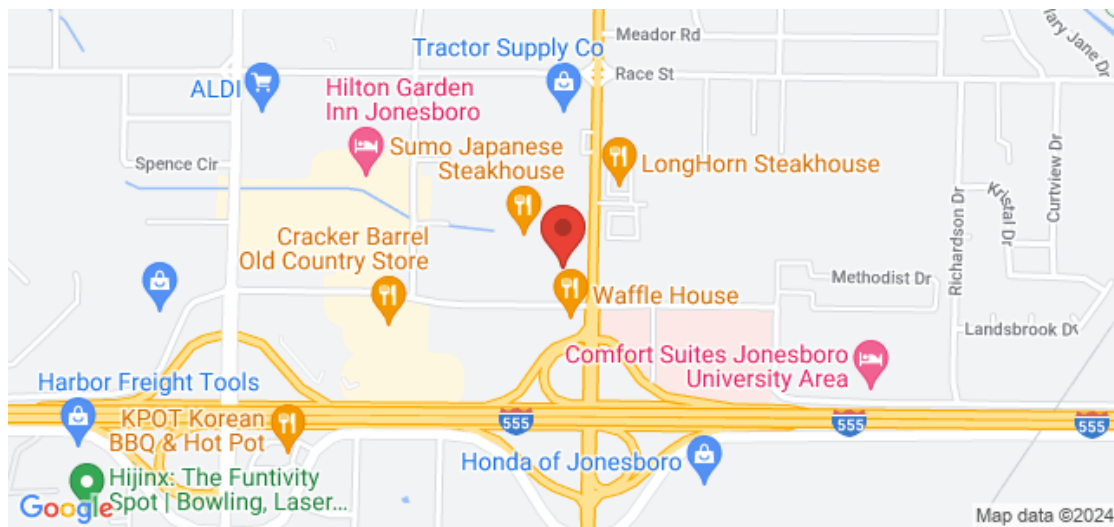 Meador Rd
Mary Jane Dr
Tractor Supply Co
Race St
ALDI
Hilton Garden
Inn Jonesboro
Spence Cir
Sumo Japanese
Steakhouse
LongHorn Steakhouse
Richardson Dr
Kristal Dr
Curtview Dr
Cracker Barrel
Old Country Store
Methodist Dr
Waffle House
Landsbrook D
Comfort Suites Jonesboro
University Area
Harbor Freight Tools
KPOT Korean
BBQ & Hot Pot
555
555
555
Honda of Jonesboro
Hijinx: The Funtivity
Spot | Bowling, Laser...
Google
Map data ©2024